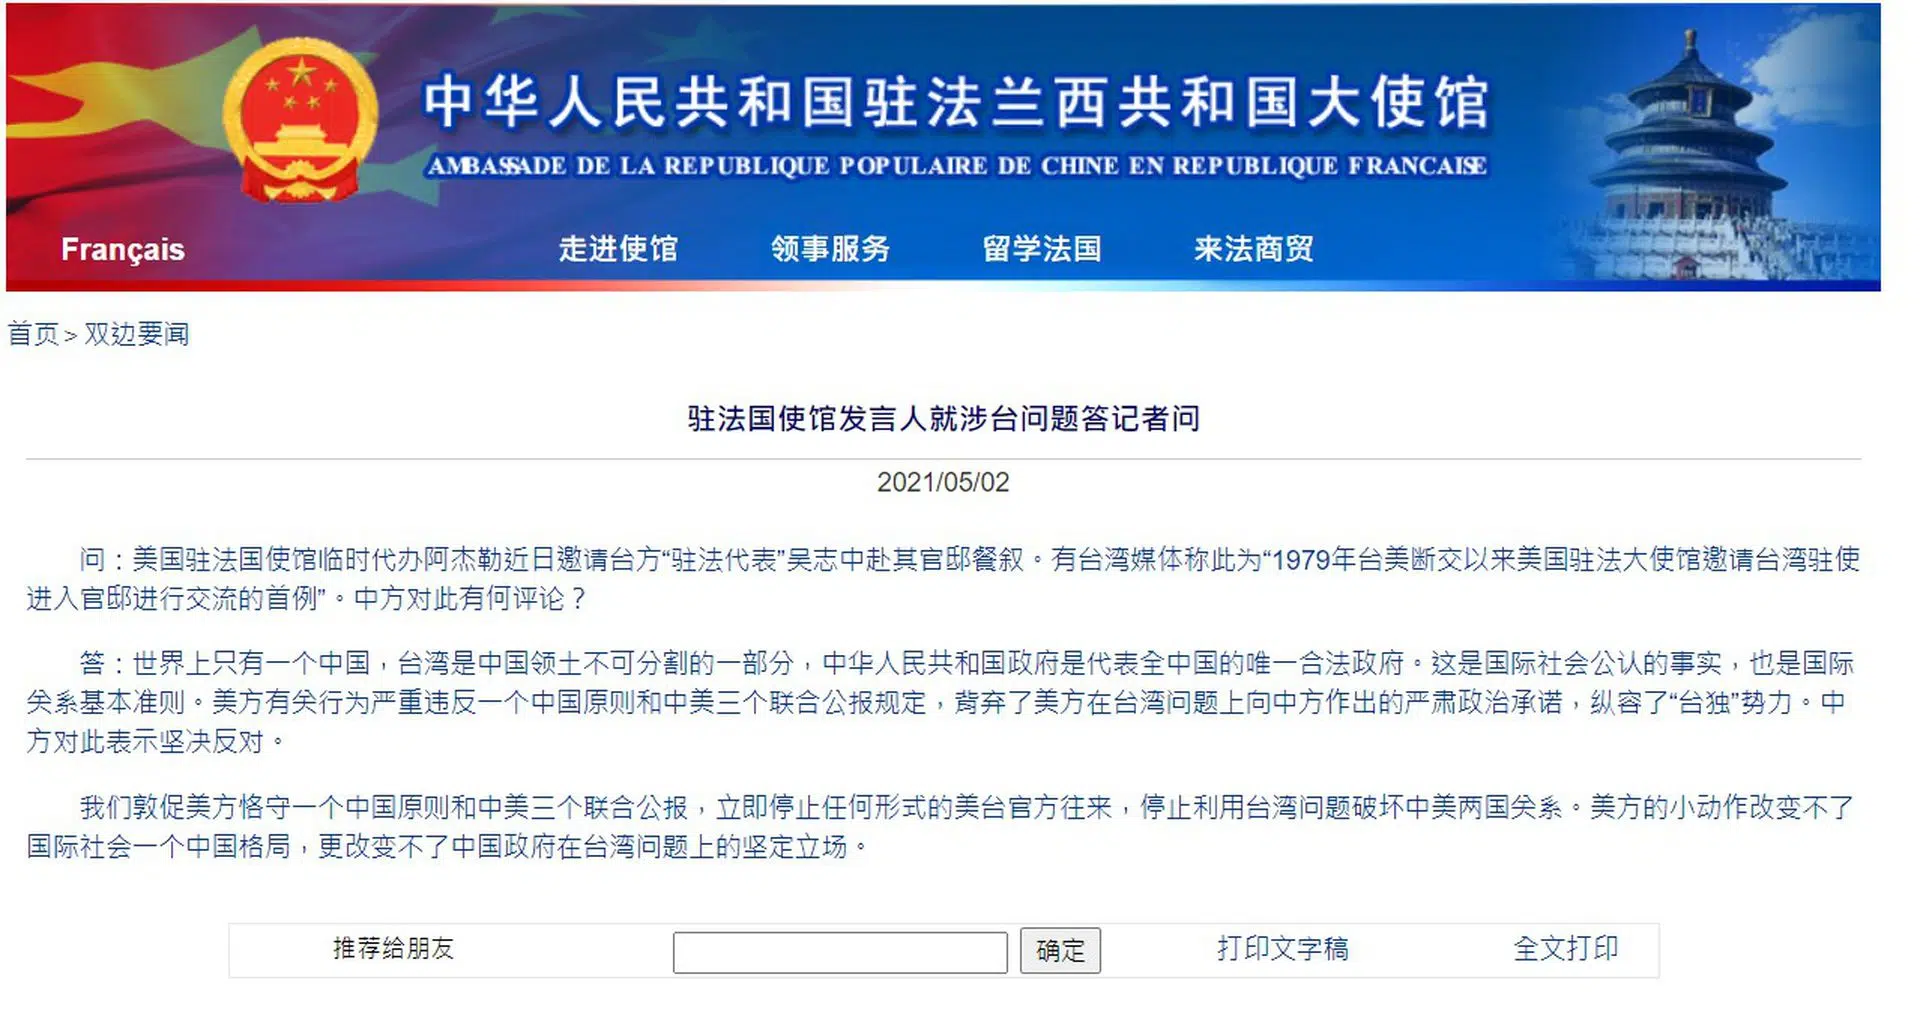 中华人民共和国驻法兰西共和国大使馆
AMBASSADE DE LA REPUBLIQUE POPULAIRE DE CHINE EN REPUBLIQUE FRANCAISE
Français 走进使馆 领事服务 留学法国 来法商贸
首页 > 双边要闻
驻法国使馆发言人就涉台问题答记者问
2021/05/02
问：美国驻法国使馆临时代办阿杰勒近日邀请台方“驻法代表”吴志中赴其官邸餐叙。有台湾媒体称此为“1979年台美断交以来美国驻法大使馆邀请台湾驻使
进入官邸进行交流的首例”。中方对此有何评论？
答：世界上只有一个中国，台湾是中国领土不可分割的一部分，中华人民共和国政府是代表全中国的唯一合法政府。这是国际社会公认的事实，也是国际
关系基本准则。美方有关行为严重违反一个中国原则和中美三个联合公报规定，背弃了美方在台湾问题上向中方作出的严肃政治承诺，纵容了“台独”势力。中
方对此表示坚决反对。
我们敦促美方恪守一个中国原则和中美三个联合公报，立即停止任何形式的美台官方往来，停止利用台湾问题破坏中美两国关系。美方的小动作改变不了
国际社会一个中国格局，更改变不了中国政府在台湾问题上的坚定立场。
推荐给朋友 确定 打印文字稿 全文打印